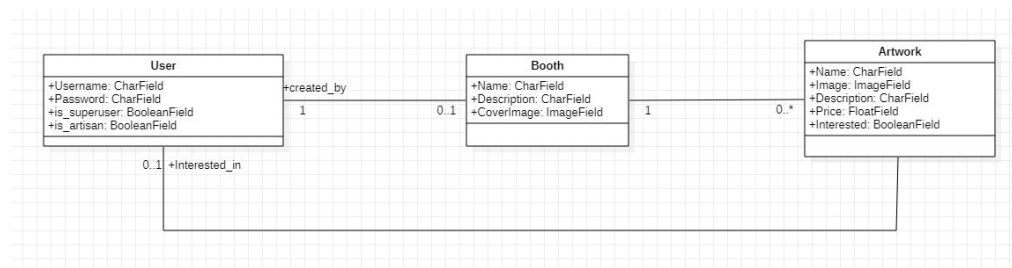 User
+Username: CharField
+Password: CharField
+is_superuser: BooleanField
+is_artisan: BooleanField
+created_by
1
0..1
Booth
+Name: CharField
+Description: CharField
+CoverImage: ImageField
1
0..*
Artwork
+Name: CharField
+Image: ImageField
+Description: CharField
+Price: FloatField
+Interested: BooleanField
0..1 +Interested_in